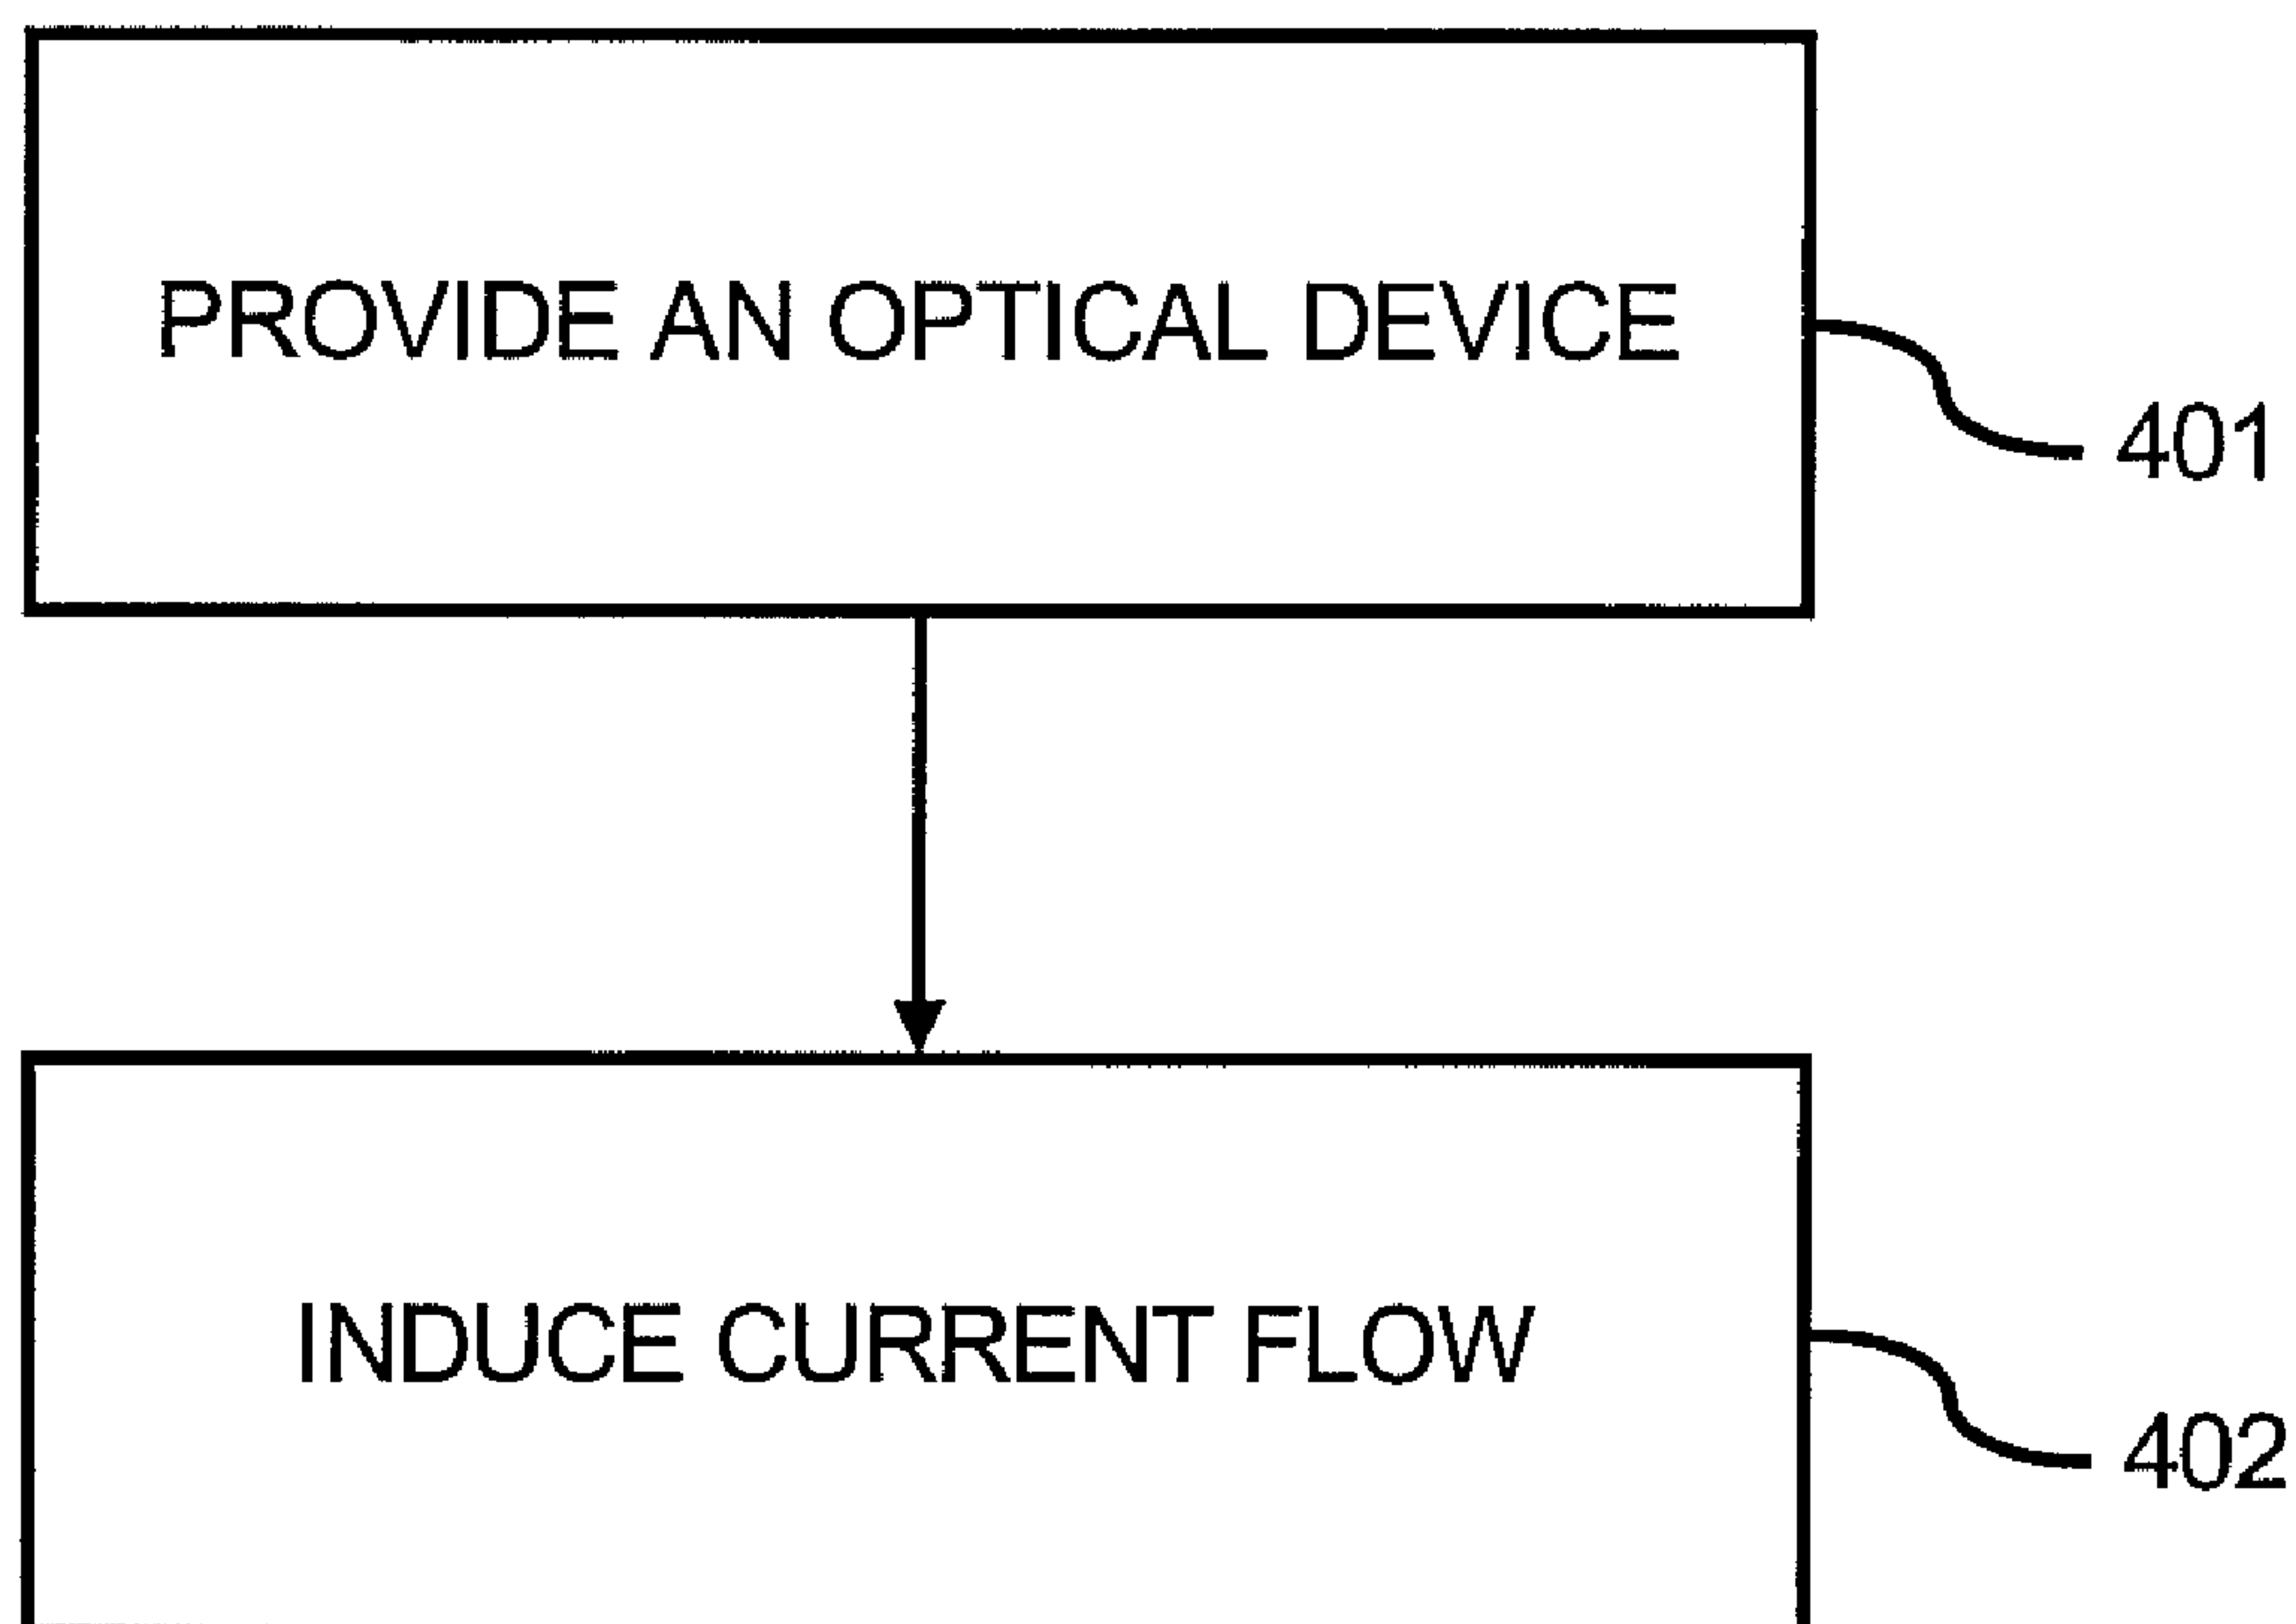 PROVIDE AN OPTICAL DEVICE
401
INDUCE CURRENT FLOW
402